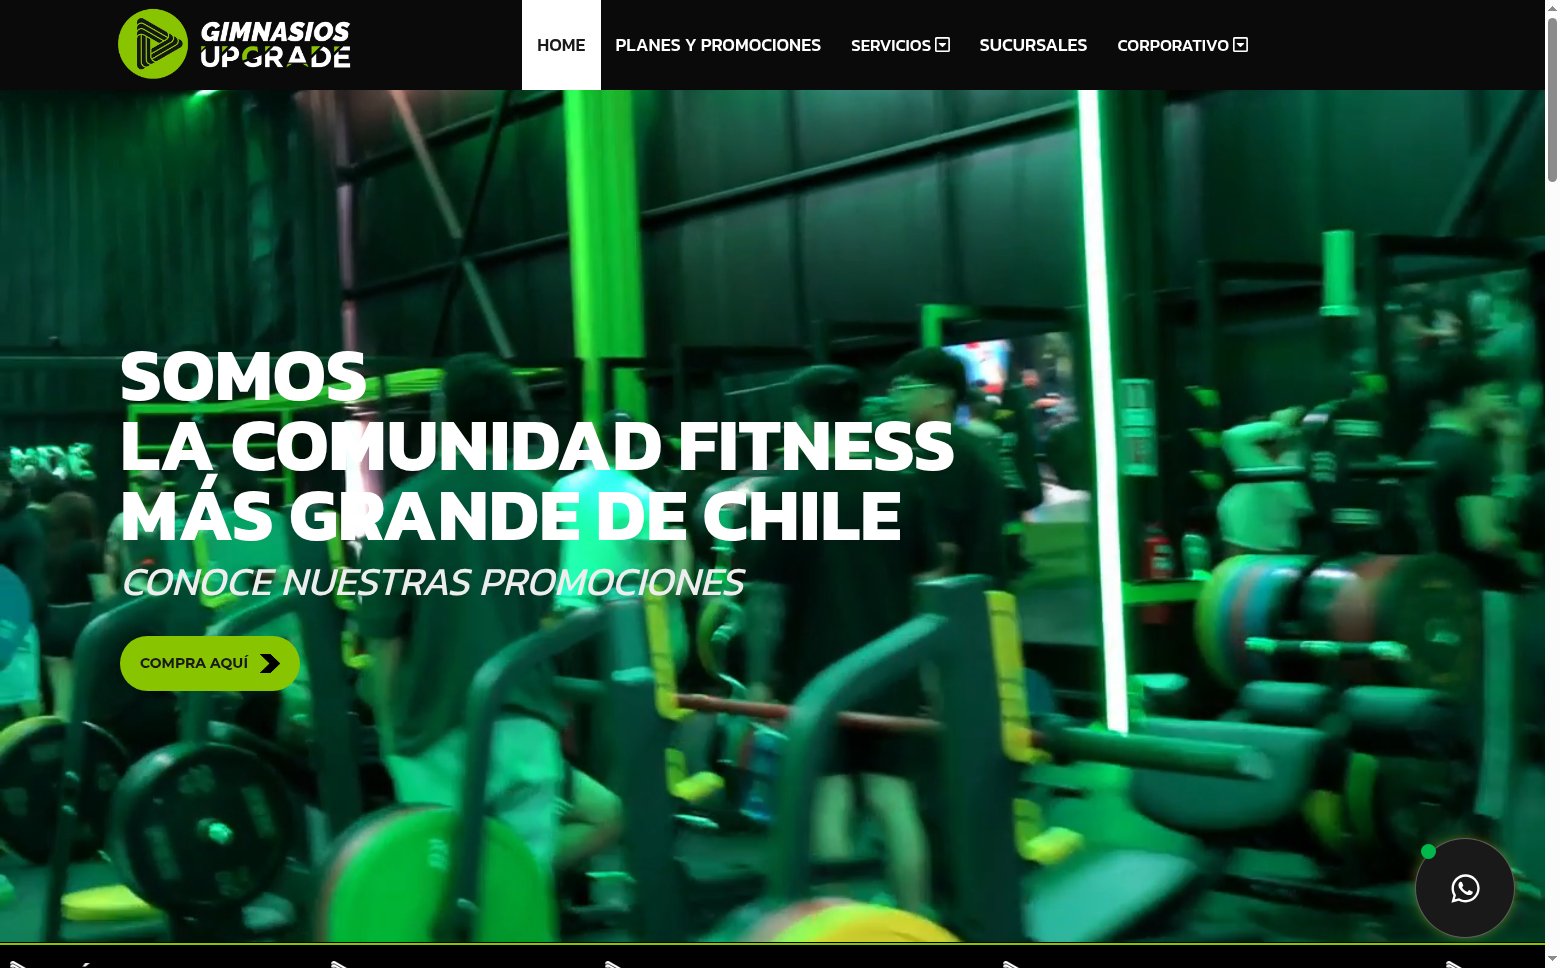 GIMNASIOS
UPGRADE
HOME
PLANES Y PROMOCIONES
SERVICIOS
SUCURSALES
CORPORATIVO
SOMOS
LA COMUNIDAD FITNESS
MÁS GRANDE DE CHILE
CONOCE NUESTRAS PROMOCIONES
COMPRA AQUÍ